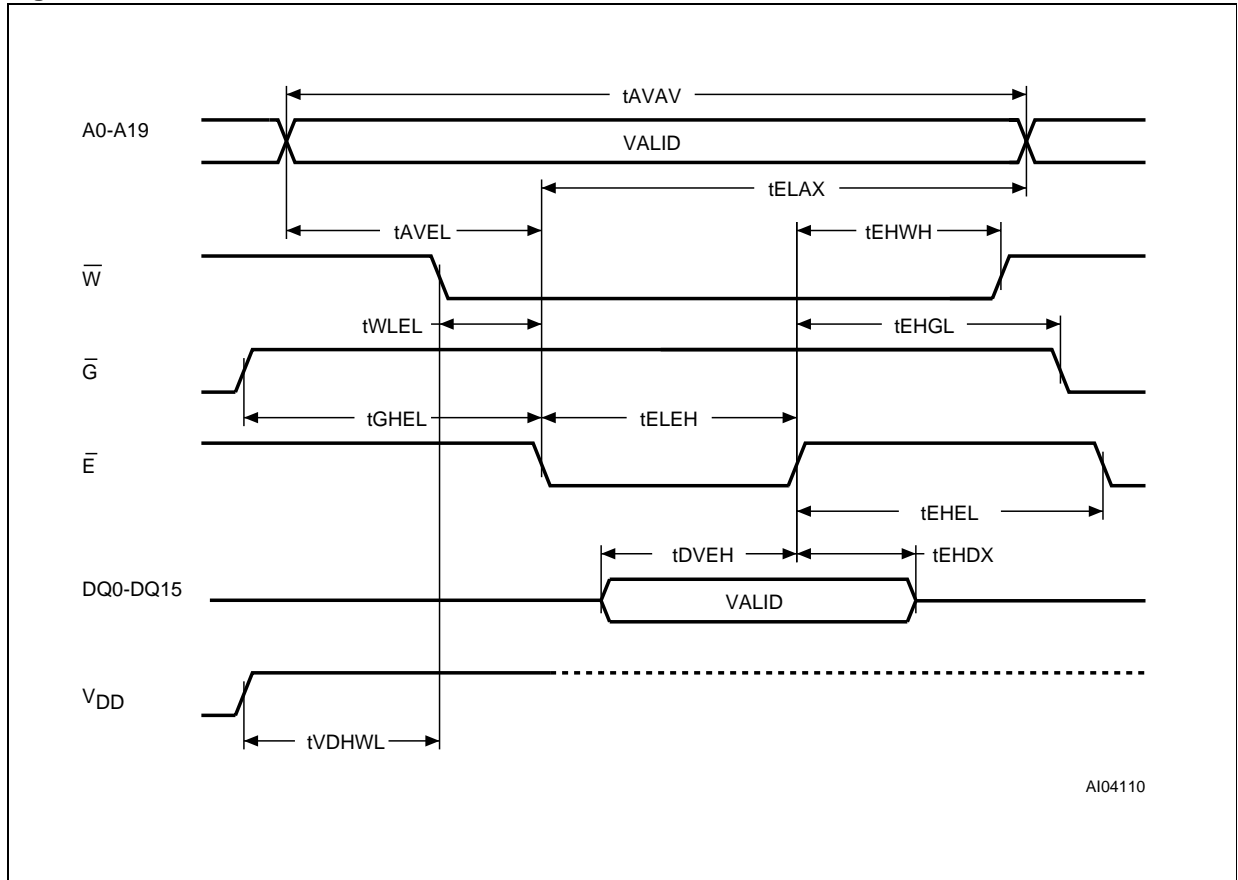 tAVAV
A0-A19
VALID
tELAX
tAVEL
tEHWH
W̅
tWLEL
tEHGL
G̅
tGHEL
tELEH
E̅
tEHEL
tDVEH
tEHDX
DQ0-DQ15
VALID
VDD
tVDHWL
AI04110